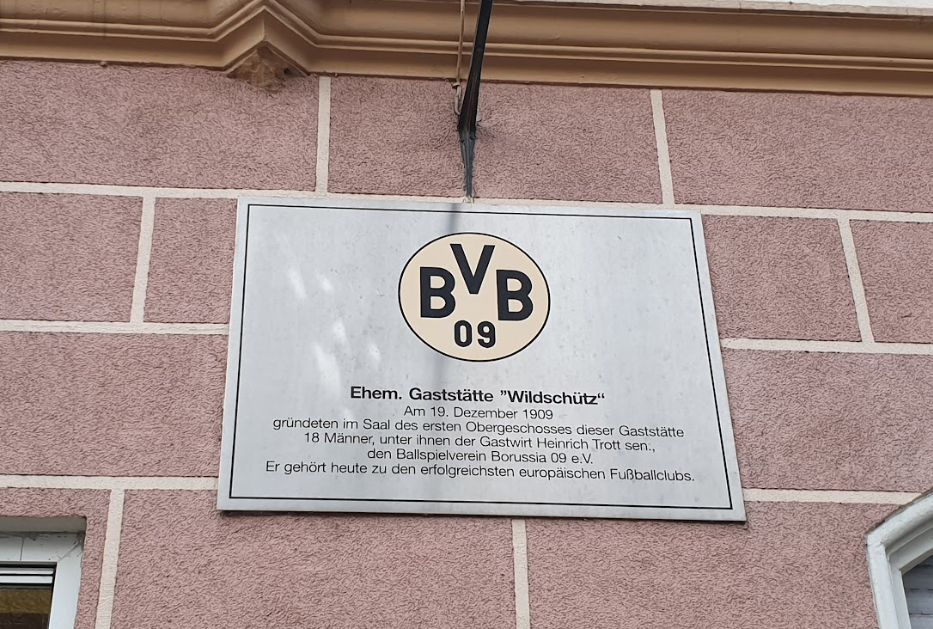 BVB
09
Ehem. Gaststätte "Wildschütz“
Am 19. Dezember 1909
gründeten im Saal des ersten Obergeschosses dieser Gaststätte
18 Männer, unter ihnen der Gastwirt Heinrich Trott sen.,
den Ballspielverein Borussia 09 e.V.
Er gehört heute zu den erfolgreichsten europäischen Fußballclubs.